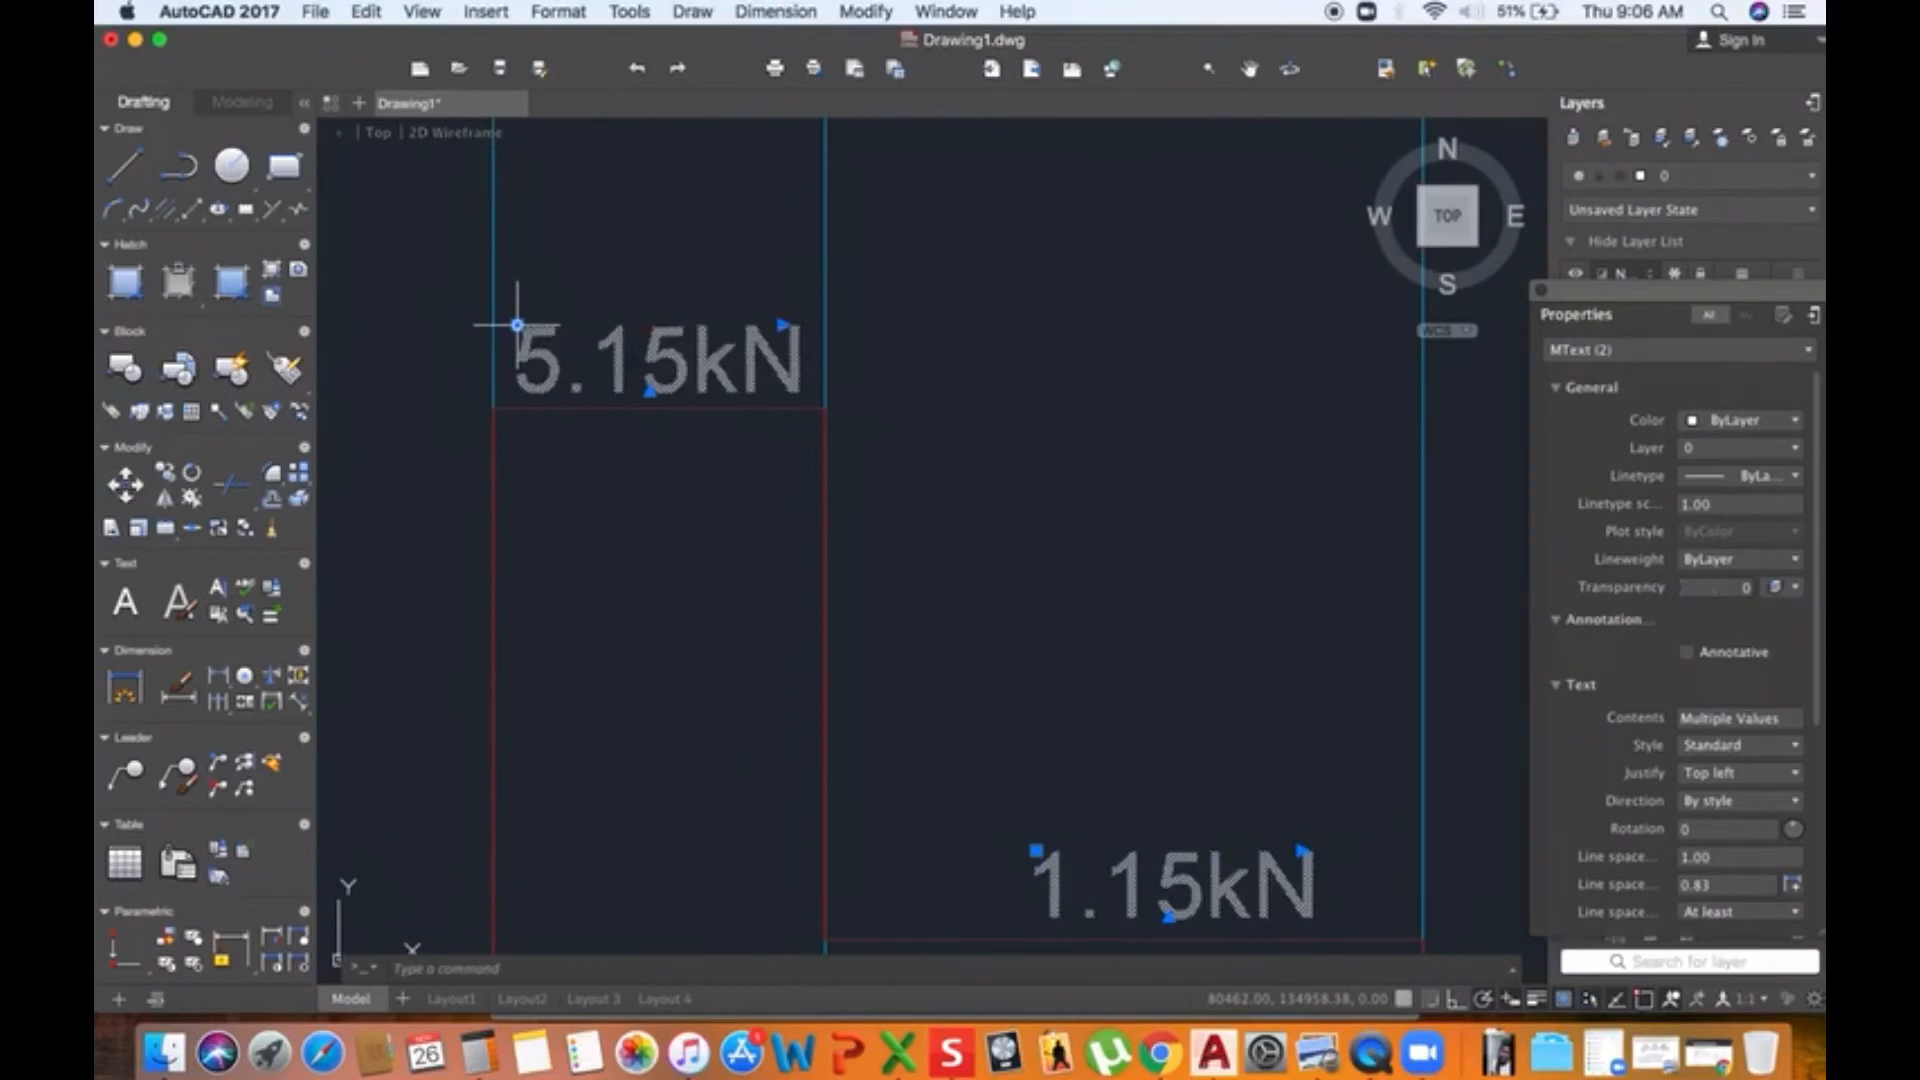 AutoCAD 2017 File Edit View Insert Format Tools Draw Dimension Modify Window Help 51% Thu 9:06 AM
Drawing1.dwg Sign In
Drafting Modeling Drawing1* Layers
Draw
Top 2D Wireframe
0
Unsaved Layer State
Hide Layer List
Hatch
N...
N
W TOP E
S
Block
5.15kN
WCS
Properties All
MText (2)
General
Color ByLayer
Layer 0
Modify
Linetype ByLa...
Linetype sc... 1.00
Plot style ByColor
Lineweight ByLayer
Text
Transparency 0
Annotation...
Annotative
Dimension
Text
Contents Multiple Values
Leader
Style Standard
Justify Top left
Direction By style
Table
Rotation 0
Line space... 1.00
1.15kN
Line space... 0.83
Line space... At least
Parametric
Y
X
Type a command
Search for layer
Model Layout1 Layout2 Layout 3 Layout 4 80462.00, 134958.38, 0.00 1:1
26